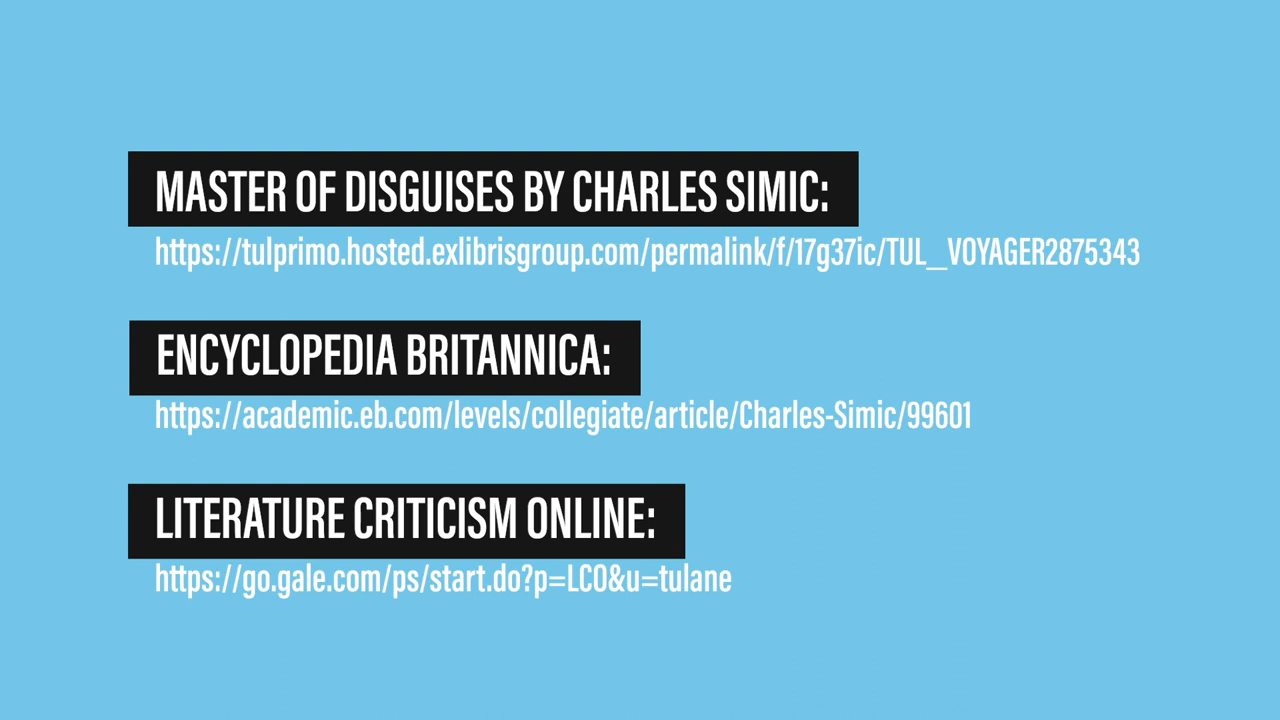 MASTER OF DISGUISES BY CHARLES SIMIC:
https://tulprimo.hosted.exlibrisgroup.com/permalink/f/17g37ic/TUL_VOYAGER2875343
ENCYCLOPEDIA BRITANNICA:
https://academic.eb.com/levels/collegiate/article/Charles-Simic/99601
LITERATURE CRITICISM ONLINE:
https://go.gale.com/ps/start.do?p=LCO&u=tulane